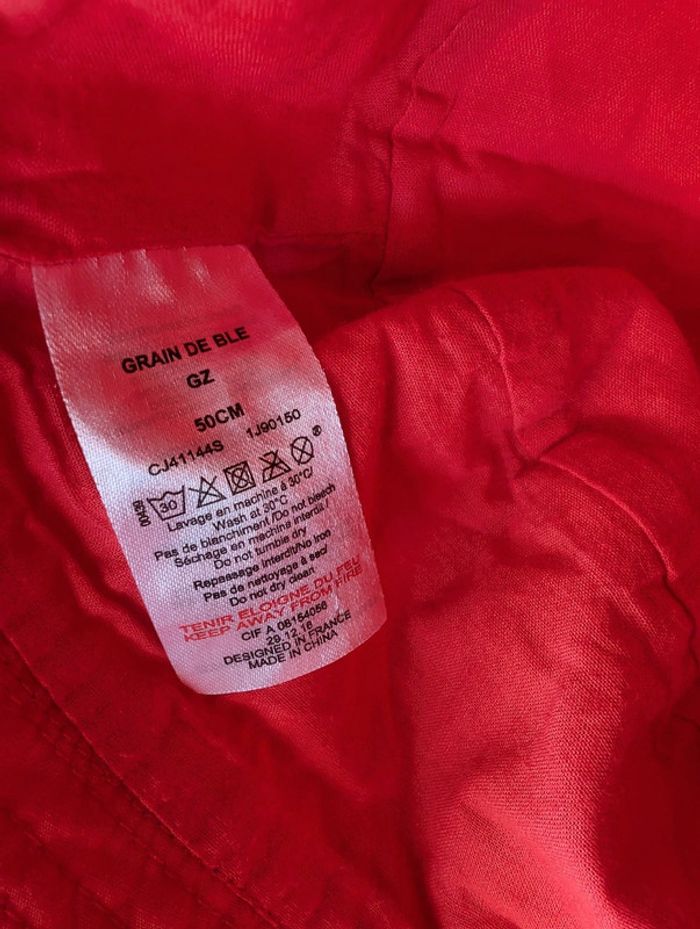 GRAIN DE BLE
GZ
50CM
CJ41144S 1J90150
00439
30
Lavage en machine à 30°C/
Wash at 30°C
Pas de blanchiment /Do not bleach
Séchage en machine interdit /
Do not tumble dry
Repassage interdit/No iron
Pas de nettoyage à sec/
Do not dry clean
TENIR ELOIGNE DU FEU
KEEP AWAY FROM FIRE
CIF A 08164056
29.12.18
DESIGNED IN FRANCE
MADE IN CHINA